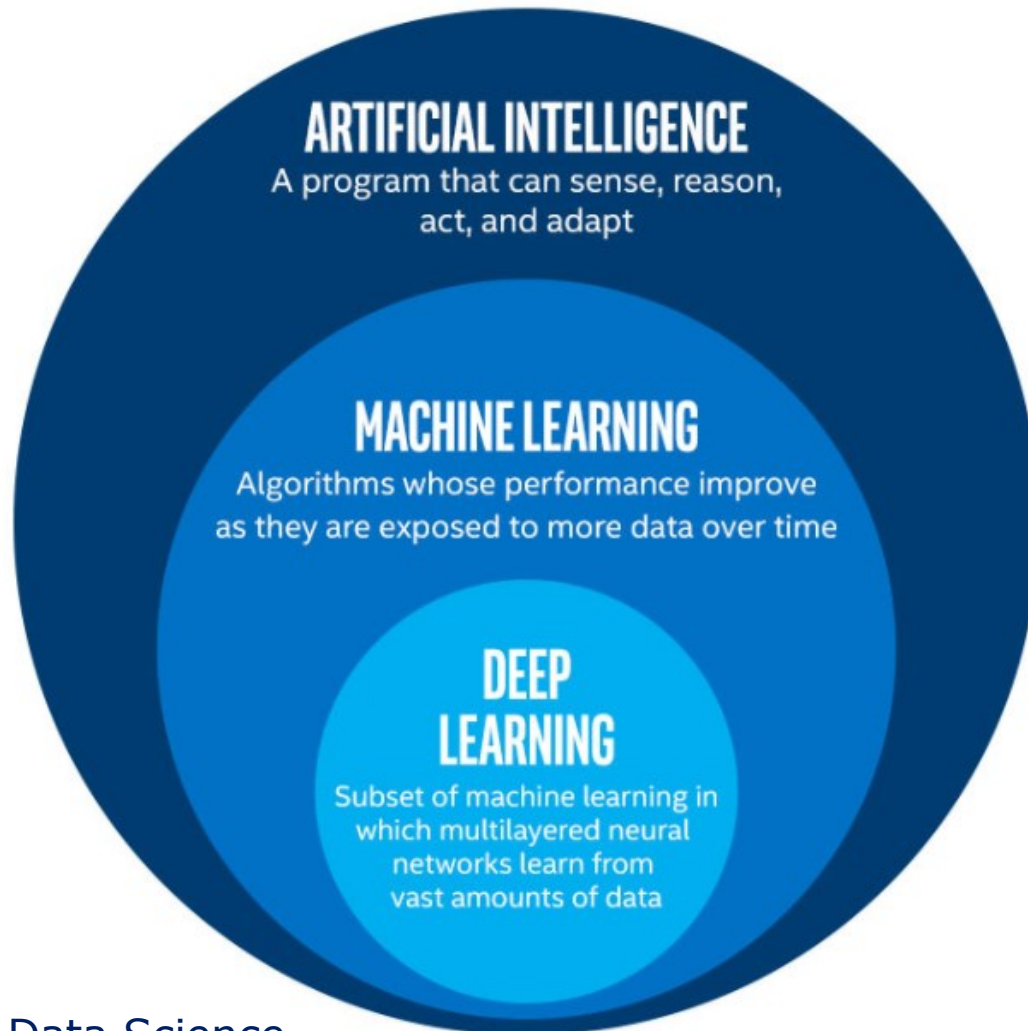 ARTIFICIAL INTELLIGENCE
A program that can sense, reason,
act, and adapt
MACHINE LEARNING
Algorithms whose performance improve
as they are exposed to more data over time
DEEP
LEARNING
Subset of machine learning in
which multilayered neural
networks learn from
vast amounts of data
Data Science